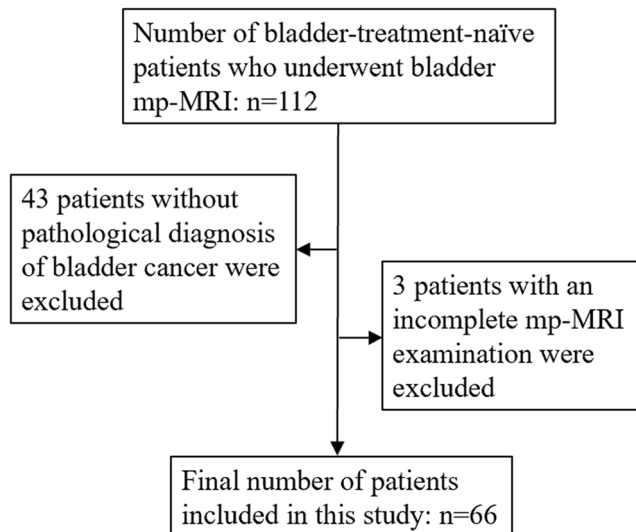 Number of bladder-treatment-naïve
patients who underwent bladder
mp-MRI: n=112
43 patients without
pathological diagnosis
of bladder cancer were
excluded
3 patients with an
incomplete mp-MRI
examination were
excluded
Final number of patients
included in this study: n=66